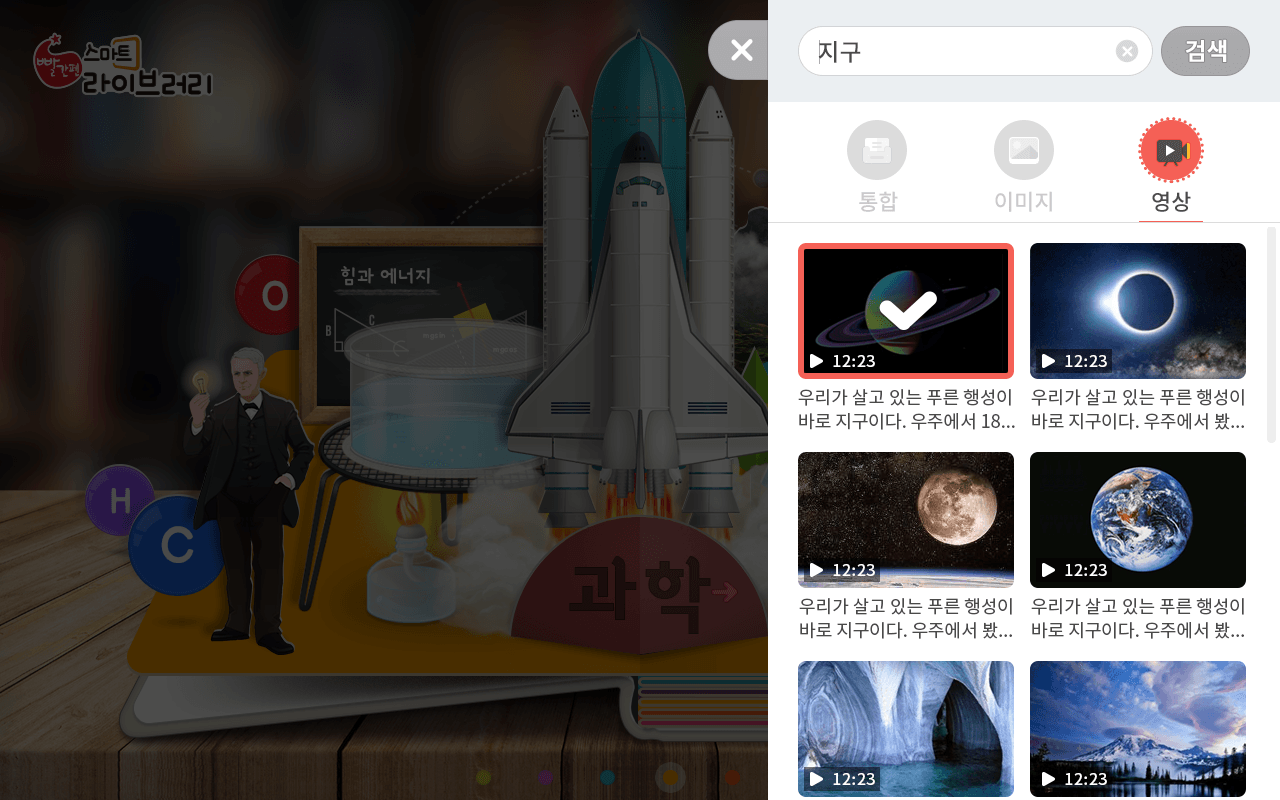 빨간펜
스마트
라이브러리
힘과 에너지
B
C
O
H
C
과학
지구
검색
통합
이미지
영상
12:23
12:23
우리가 살고 있는 푸른 행성이
바로 지구이다. 우주에서 18...
우리가 살고 있는 푸른 행성이
바로 지구이다. 우주에서 봤...
12:23
12:23
우리가 살고 있는 푸른 행성이
바로 지구이다. 우주에서 봤...
우리가 살고 있는 푸른 행성이
바로 지구이다. 우주에서 봤...
12:23
12:23